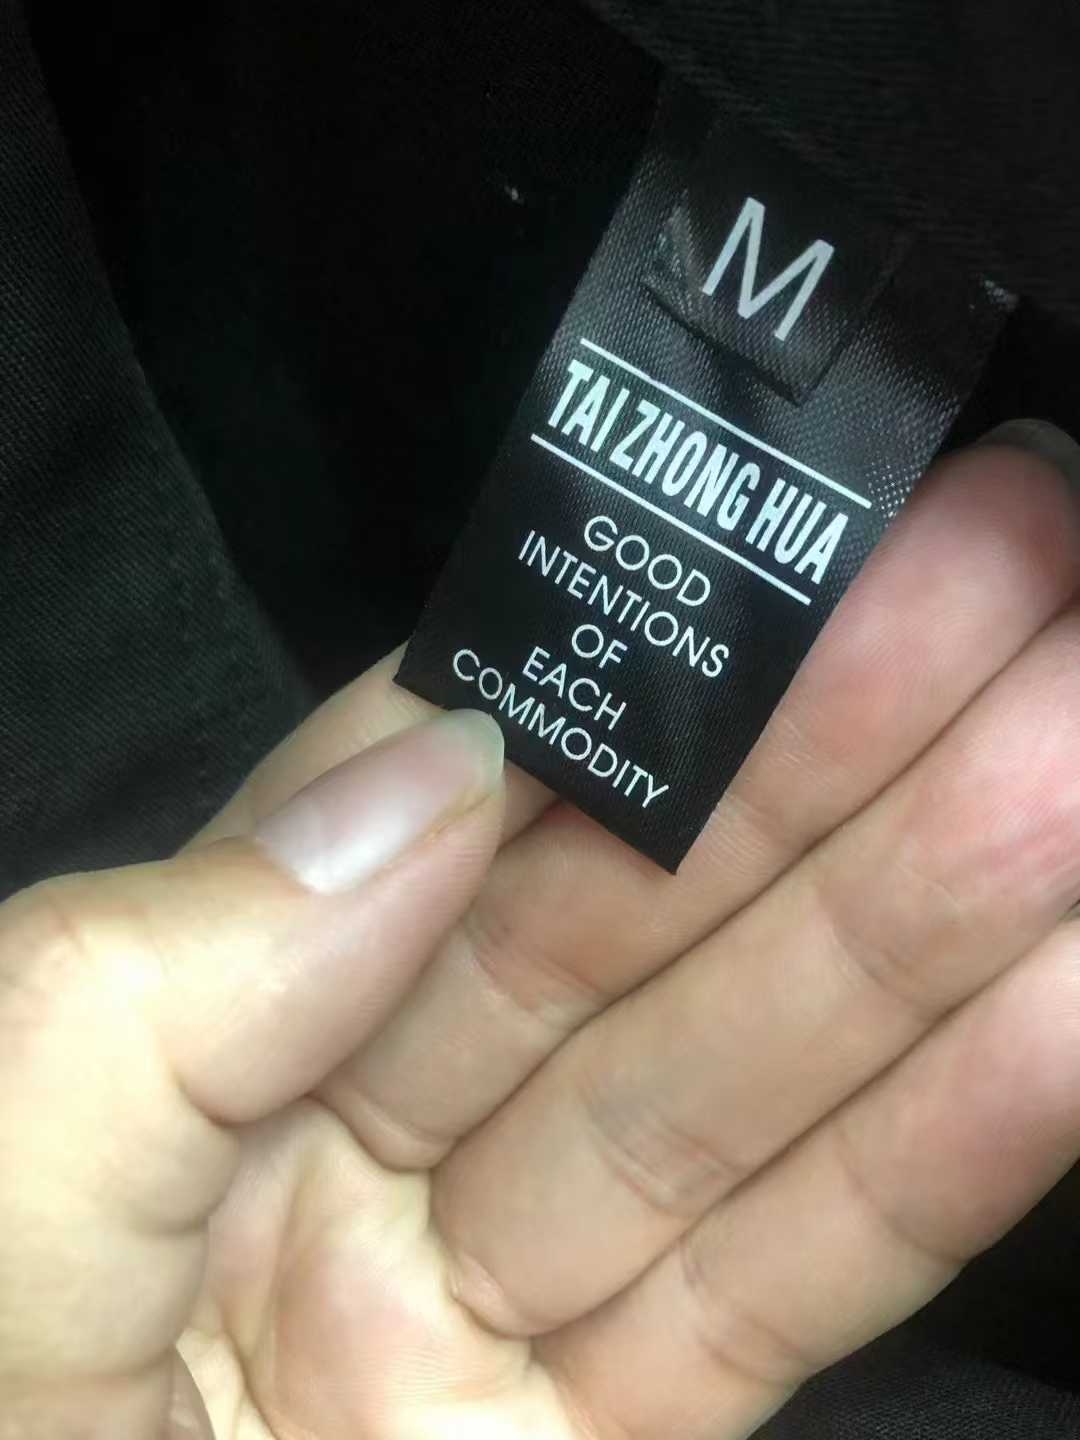 M
TAI ZHONG HUA
GOOD
INTENTIONS
OF
EACH
COMMODITY